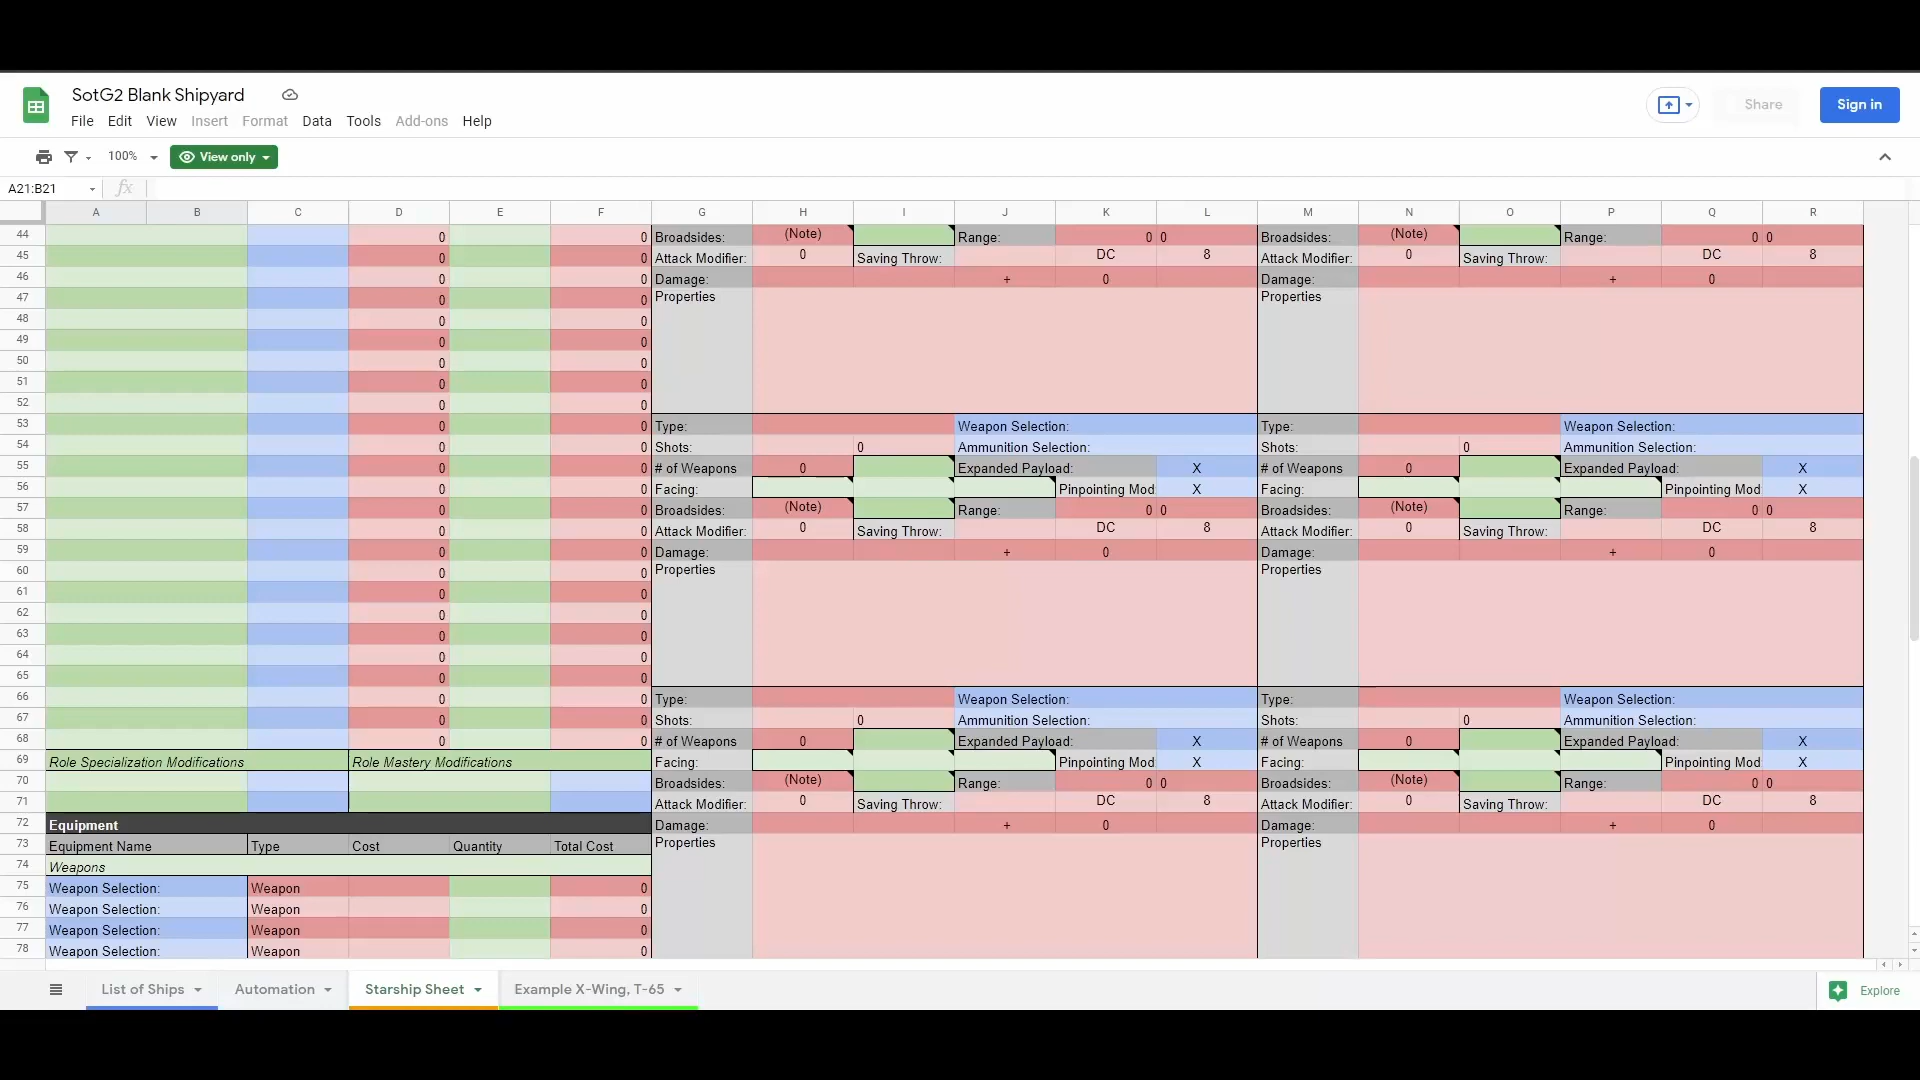 SotG2 Blank Shipyard
File Edit View Insert Format Data Tools Add-ons Help
Share
Sign in
100%
View only
A21:B21
fx
A B C D E F G H I J K L M N O P Q R
44 0 0 Broadsides: (Note) Range: 0 0 Broadsides: (Note) Range: 0 0
45 0 0 Attack Modifier: 0 Saving Throw: DC 8 Attack Modifier: 0 Saving Throw: DC 8
46 0 0 Damage: + 0 Damage: + 0
47 0 0 Properties Properties
48 0 0
49 0 0
50 0 0
51 0 0
52 0 0
53 0 0 Type: Weapon Selection: Type: Weapon Selection:
54 0 0 Shots: 0 Ammunition Selection: Shots: 0 Ammunition Selection:
55 0 0 # of Weapons 0 Expanded Payload: X # of Weapons 0 Expanded Payload: X
56 0 0 Facing: Pinpointing Mod X Facing: Pinpointing Mod X
57 0 0 Broadsides: (Note) Range: 0 0 Broadsides: (Note) Range: 0 0
58 0 0 Attack Modifier: 0 Saving Throw: DC 8 Attack Modifier: 0 Saving Throw: DC 8
59 0 0 Damage: + 0 Damage: + 0
60 0 0 Properties Properties
61 0 0
62 0 0
63 0 0
64 0 0
65 0 0
66 0 0 Type: Weapon Selection: Type: Weapon Selection:
67 0 0 Shots: 0 Ammunition Selection: Shots: 0 Ammunition Selection:
68 0 0 # of Weapons 0 Expanded Payload: X # of Weapons 0 Expanded Payload: X
69 Role Specialization Modifications Role Mastery Modifications Facing: Pinpointing Mod X Facing: Pinpointing Mod X
70 Broadsides: (Note) Range: 0 0 Broadsides: (Note) Range: 0 0
71 Attack Modifier: 0 Saving Throw: DC 8 Attack Modifier: 0 Saving Throw: DC 8
72 Equipment Damage: + 0 Damage: + 0
73 Equipment Name Type Cost Quantity Total Cost Properties Properties
74 Weapons
75 Weapon Selection: Weapon 0
76 Weapon Selection: Weapon 0
77 Weapon Selection: Weapon 0
78 Weapon Selection: Weapon 0
List of Ships Automation Starship Sheet Example X-Wing, T-65 Explore